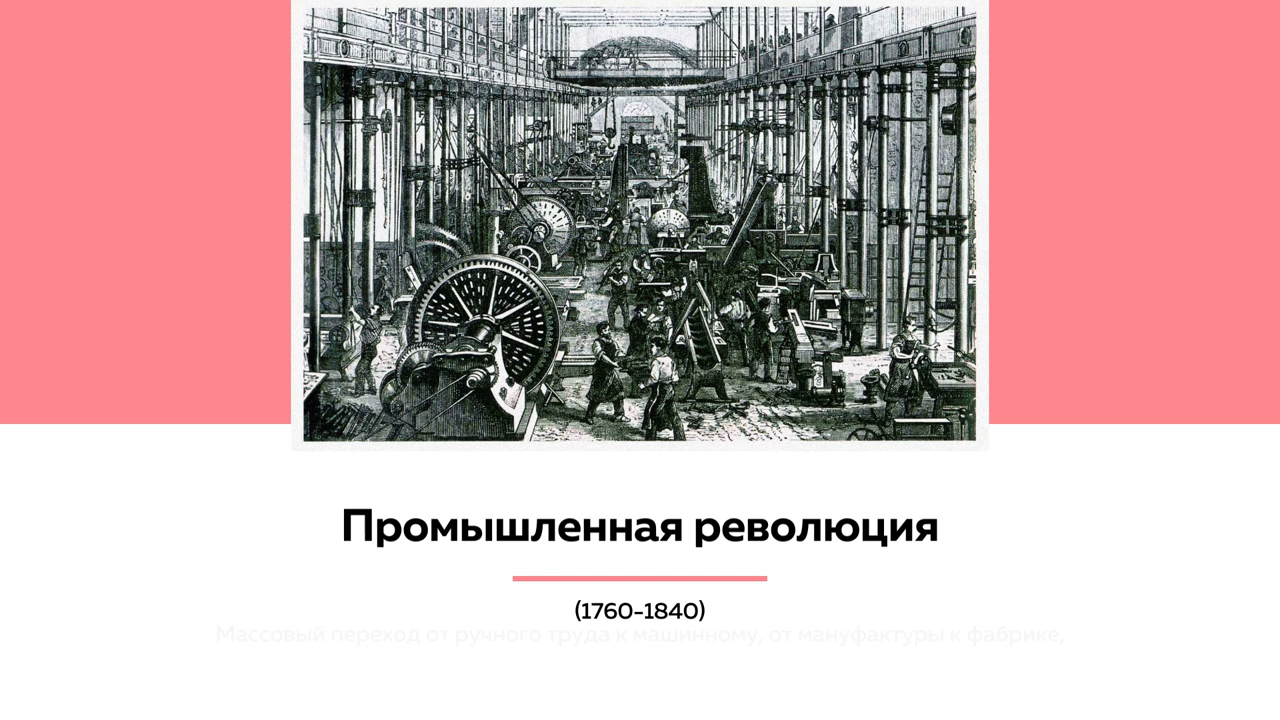 Промышленная революция
(1760-1840)
Массовый переход от ручного труда к машинному, от мануфактуры к фабрике,